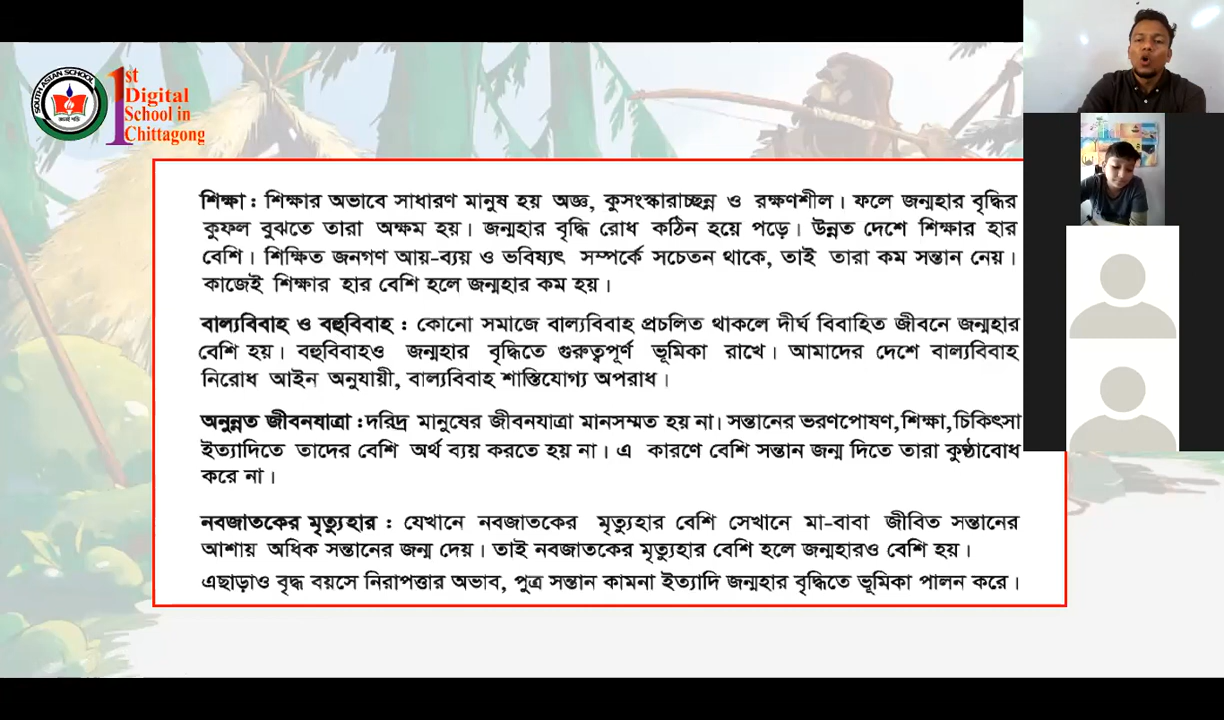 SOUTH ASIAN SCHOOL
1st
Digital
School in
Chittagong
শিক্ষা : শিক্ষার অভাবে সাধারণ মানুষ হয় অজ্ঞ, কুসংস্কারাচ্ছন্ন ও রক্ষণশীল। ফলে জন্মহার বৃদ্ধির
কুফল বুঝতে তারা অক্ষম হয়। জন্মহার বৃদ্ধি রোধ কঠিন হয়ে পড়ে। উন্নত দেশে শিক্ষার হার
বেশি। শিক্ষিত জনগণ আয়-ব্যয় ও ভবিষ্যৎ সম্পর্কে সচেতন থাকে, তাই তারা কম সন্তান নেয়।
কাজেই শিক্ষার হার বেশি হলে জন্মহার কম হয়।
বাল্যবিবাহ ও বহুবিবাহ : কোনো সমাজে বাল্যবিবাহ প্রচলিত থাকলে দীর্ঘ বিবাহিত জীবনে জন্মহার
বেশি হয়। বহুবিবাহও জন্মহার বৃদ্ধিতে গুরুত্বপূর্ণ ভূমিকা রাখে। আমাদের দেশে বাল্যবিবাহ
নিরোধ আইন অনুযায়ী, বাল্যবিবাহ শাস্তিযোগ্য অপরাধ।
অনুন্নত জীবনযাত্রা :দরিদ্র মানুষের জীবনযাত্রা মানসম্মত হয় না। সন্তানের ভরণপোষণ,শিক্ষা,চিকিৎসা
ইত্যাদিতে তাদের বেশি অর্থ ব্যয় করতে হয় না। এ কারণে বেশি সন্তান জন্ম দিতে তারা কুণ্ঠাবোধ
করে না।
নবজাতকের মৃত্যুহার : যেখানে নবজাতকের মৃত্যুহার বেশি সেখানে মা-বাবা জীবিত সন্তানের
আশায় অধিক সন্তানের জন্ম দেয়। তাই নবজাতকের মৃত্যুহার বেশি হলে জন্মহারও বেশি হয়।
এছাড়াও বৃদ্ধ বয়সে নিরাপত্তার অভাব, পুত্র সন্তান কামনা ইত্যাদি জন্মহার বৃদ্ধিতে ভূমিকা পালন করে।